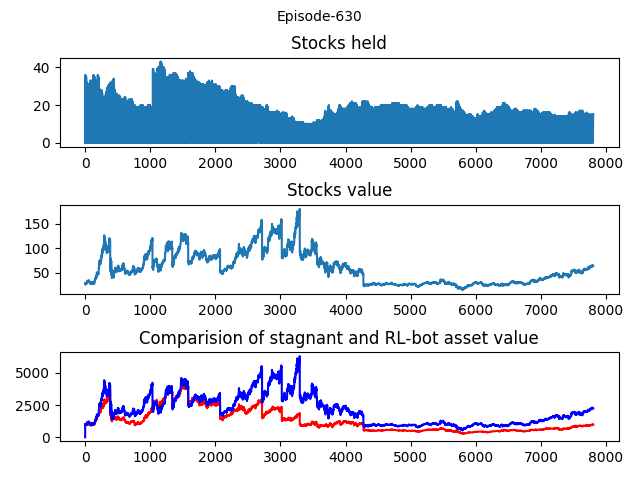 Episode-630
Stocks held
40
20
0
0 1000 2000 3000 4000 5000 6000 7000 8000
Stocks value
150
100
50
0 1000 2000 3000 4000 5000 6000 7000 8000
Comparision of stagnant and RL-bot asset value
5000
2500
0
0 1000 2000 3000 4000 5000 6000 7000 8000